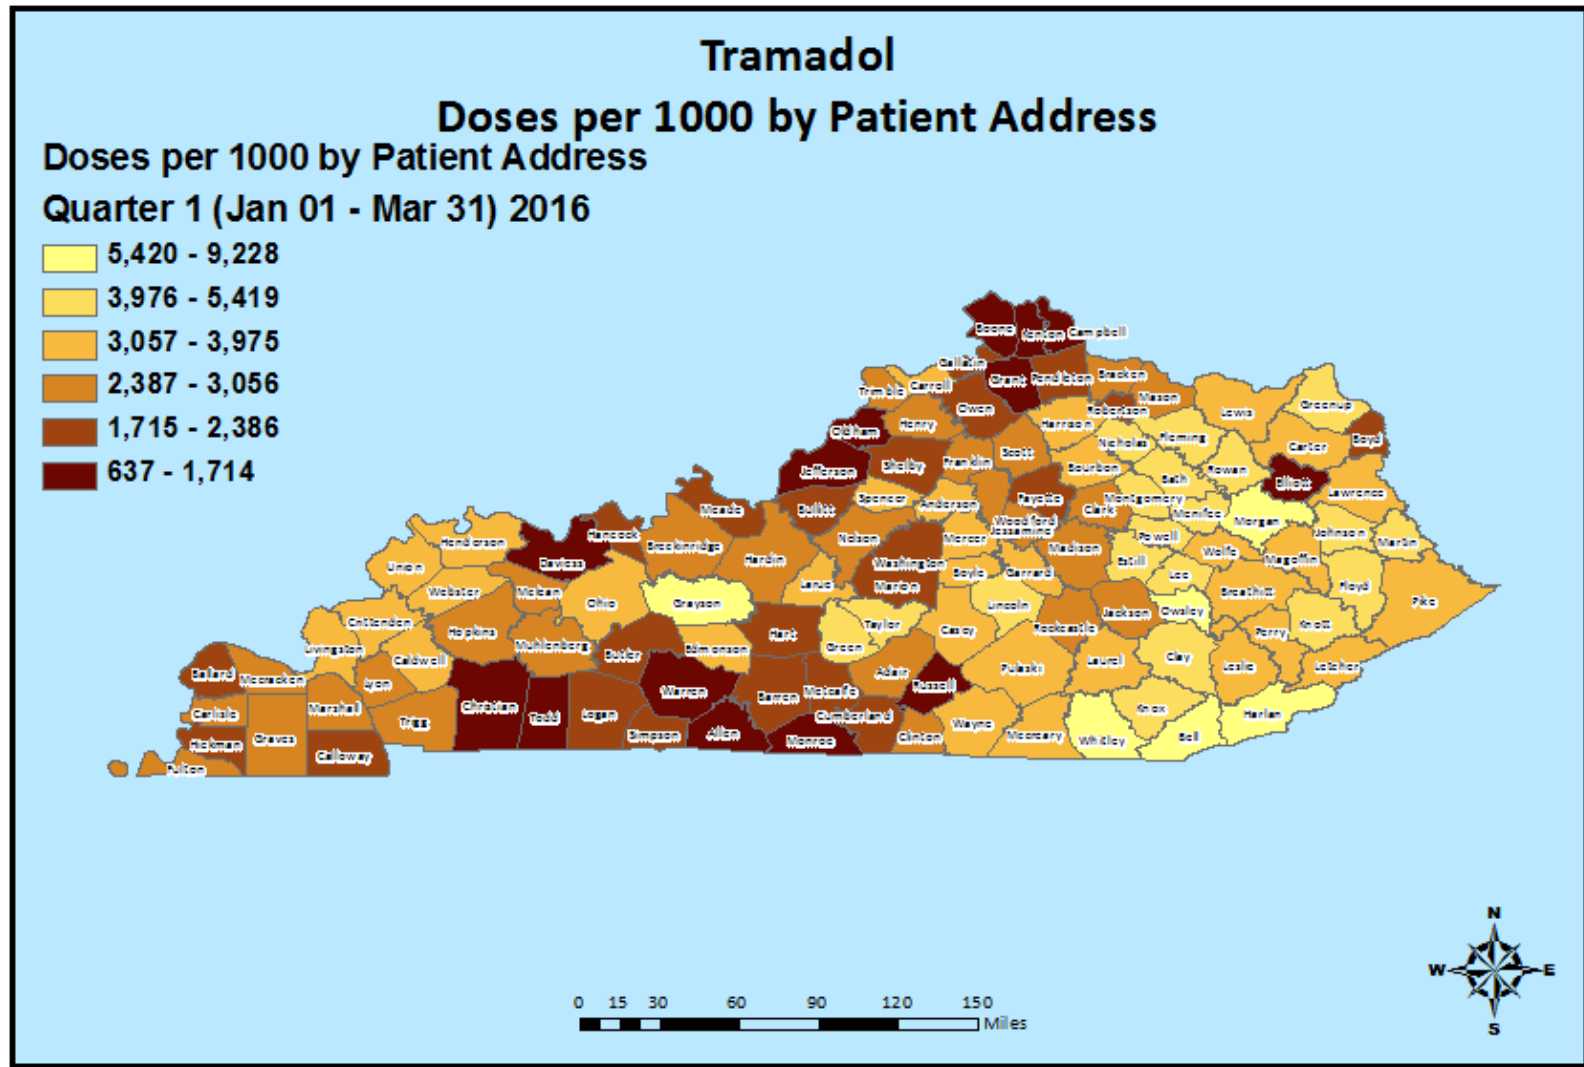 Tramadol
Doses per 1000 by Patient Address
Doses per 1000 by Patient Address
Quarter 1 (Jan 01 - Mar 31) 2016
5,420 - 9,228
3,976 - 5,419
3,057 - 3,975
2,387 - 3,056
1,715 - 2,386
637 - 1,714
Boone
Kenton
Campbell
Gallatin
Grant
Pendleton
Bracken
Trimble
Carroll
Owen
Robertson
Mason
Lewis
Greenup
Oldham
Henry
Harrison
Nicholas
Fleming
Carter
Boyd
Jefferson
Shelby
Franklin
Scott
Bourbon
Bath
Rowan
Elliott
Lawrence
Meade
Bullitt
Spencer
Anderson
Woodford
Fayette
Clark
Montgomery
Menifee
Morgan
Hancock
Daviess
Henderson
Union
Breckinridge
Hardin
Nelson
Washington
Mercer
Jessamine
Madison
Powell
Estill
Wolfe
Magoffin
Johnson
Martin
Webster
McLean
Ohio
Grayson
Larue
Marion
Boyle
Garrard
Lincoln
Lee
Owsley
Breathitt
Floyd
Pike
Crittenden
Livingston
Hopkins
Muhlenberg
Butler
Edmonson
Hart
Green
Taylor
Casey
Rockcastle
Jackson
Perry
Knott
Caldwell
Lyon
Ballard
McCracken
Marshall
Trigg
Christian
Todd
Logan
Warren
Barren
Metcalfe
Adair
Russell
Pulaski
Laurel
Clay
Leslie
Letcher
Carlisle
Hickman
Graves
Fulton
Calloway
Simpson
Allen
Monroe
Cumberland
Clinton
Wayne
McCreary
Whitley
Knox
Bell
Harlan
N
W E
S
0 15 30 60 90 120 150
Miles